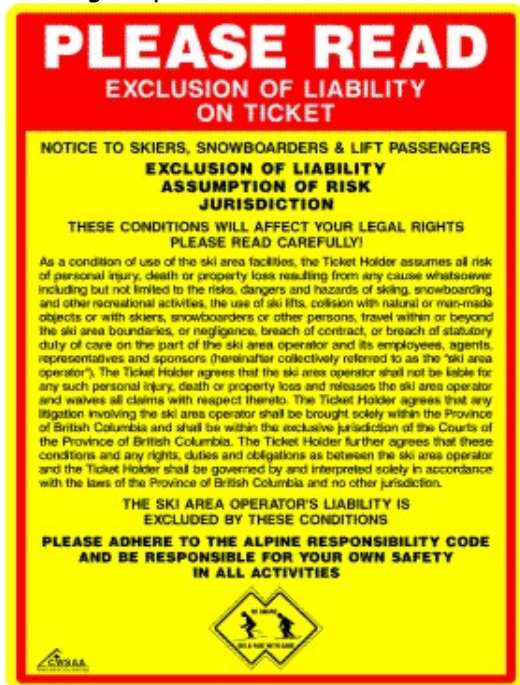 PLEASE READ
EXCLUSION OF LIABILITY
ON TICKET
NOTICE TO SKIERS, SNOWBOARDERS & LIFT PASSENGERS
EXCLUSION OF LIABILITY
ASSUMPTION OF RISK
JURISDICTION
THESE CONDITIONS WILL AFFECT YOUR LEGAL RIGHTS
PLEASE READ CAREFULLY!
As a condition of use of the ski area facilities, the Ticket Holder assumes all risk
of personal injury, death or property loss resulting from any cause whatsoever
including but not limited to the risks, dangers and hazards of skiing, snowboarding
and other recreational activities, the use of ski lifts, collision with natural or man-made
objects or with skiers, snowboarders or other persons, travel within or beyond
the ski area boundaries, or negligence, breach of contract, or breach of statutory
duty of care on the part of the ski area operator and its employees, agents,
representatives and sponsors (hereinafter collectively referred to as the "ski area
operator"). The Ticket Holder agrees that the ski area operator shall not be liable for
any such personal injury, death or property loss and releases the ski area operator
and waives all claims with respect thereto. The Ticket Holder agrees that any
litigation involving the ski area operator shall be brought solely within the Province
of British Columbia and shall be within the exclusive jurisdiction of the Courts of
the Province of British Columbia. The Ticket Holder further agrees that these
conditions and any rights, duties and obligations as between the ski area operator
and the Ticket Holder shall be governed by and interpreted solely in accordance
with the laws of the Province of British Columbia and no other jurisdiction.
THE SKI AREA OPERATOR'S LIABILITY IS
EXCLUDED BY THESE CONDITIONS
PLEASE ADHERE TO THE ALPINE RESPONSIBILITY CODE
AND BE RESPONSIBLE FOR YOUR OWN SAFETY
IN ALL ACTIVITIES
BE AWARE
SKI & RIDE WITH CARE
CWSAA